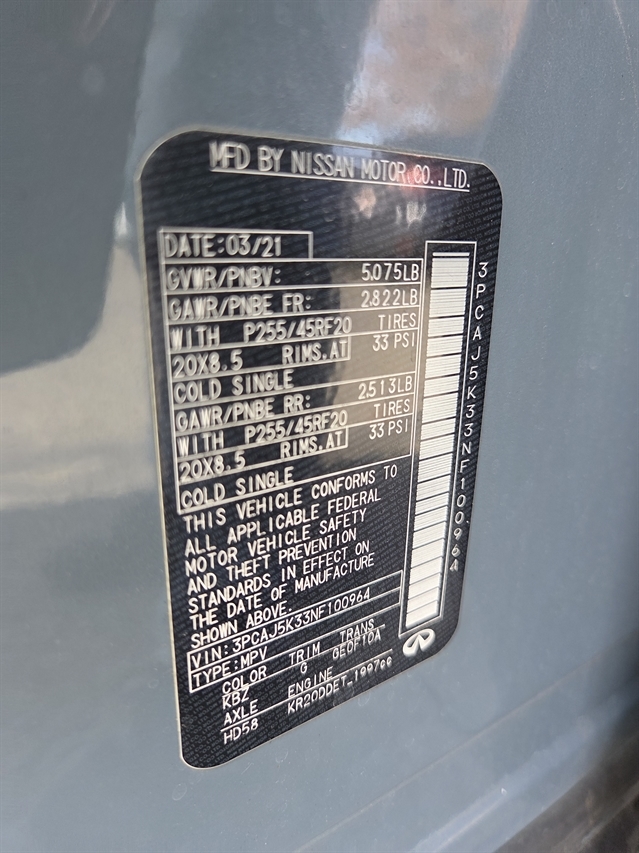 MFD BY NISSAN MOTOR CO.,LTD.
DATE:03/21
GVWR/PNBV: 5,075LB
GAWR/PNBE FR: 2,822LB
WITH P255/45RF20 TIRES
20X8.5 RIMS.AT 33 PSI
COLD SINGLE
GAWR/PNBE RR: 2,513LB
WITH P255/45RF20 TIRES
20X8.5 RIMS.AT 33 PSI
COLD SINGLE
THIS VEHICLE CONFORMS TO
ALL APPLICABLE FEDERAL
MOTOR VEHICLE SAFETY
AND THEFT PREVENTION
STANDARDS IN EFFECT ON
THE DATE OF MANUFACTURE
SHOWN ABOVE.
VIN: 3PCAJ5K33NF100964
TYPE: MPV
COLOR TRIM TRANS
KBZ G GE0F10A
AXLE ENGINE
HD58 KR20DDET 1997cc
3PCAJ5K33NF100964